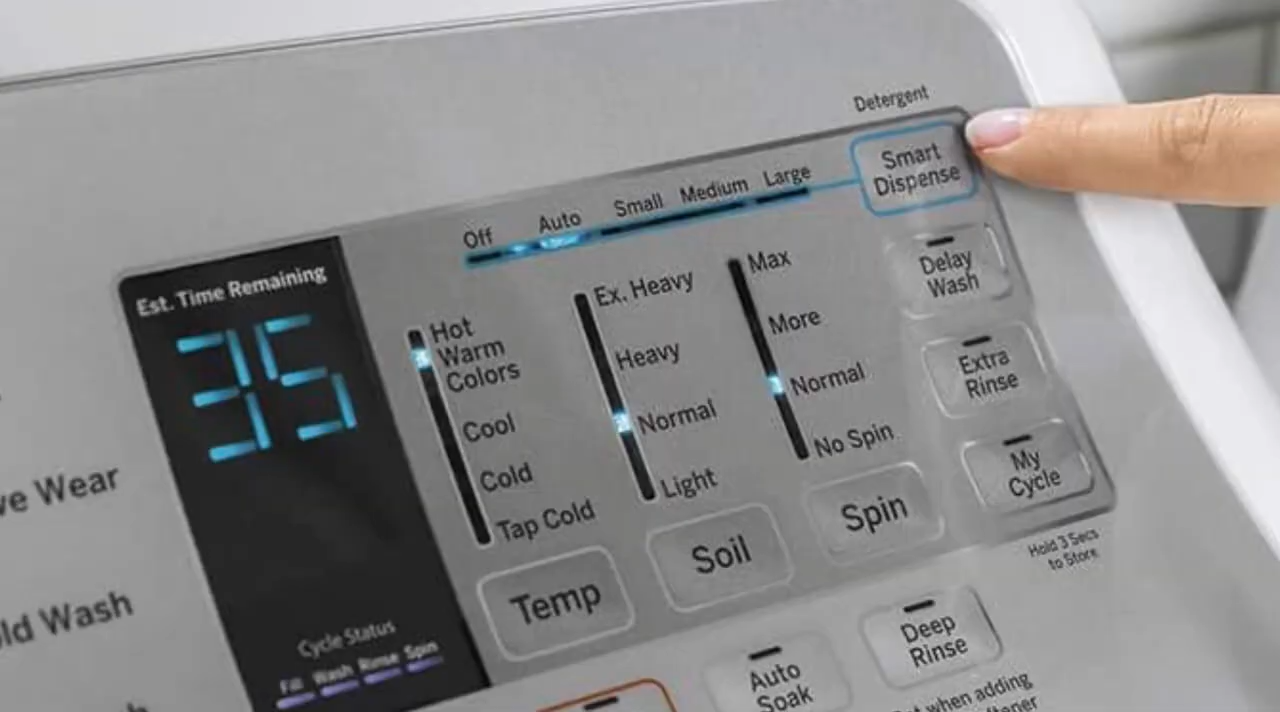 Detergent
Smart
Dispense
Off Auto Small Medium Large
Est. Time Remaining
35
Hot
Warm
Colors
Cool
Cold
Tap Cold
Temp
Ex. Heavy
Heavy
Normal
Light
Soil
Max
More
Normal
No Spin
Spin
Delay
Wash
Extra
Rinse
My
Cycle
Hold 3 Secs
to Store
ve Wear
ld Wash
Cycle Status
Fill Wash Rinse Spin
Auto
Soak
Deep
Rinse
when adding